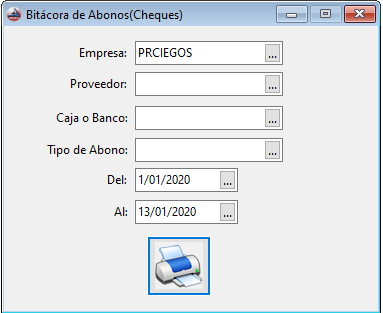 Bitácora de Abonos(Cheques)
Empresa: PRCIEGOS ...
Proveedor: ...
Caja o Banco: ...
Tipo de Abono: ...
Del: 1/01/2020 ...
Al: 13/01/2020 ...